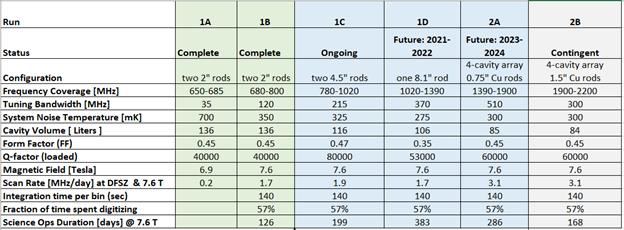 Run 1A 1B 1C 1D 2A 2B
Future: 2021- Future: 2023-
Status Complete Complete Ongoing 2022 2024 Contingent
4-cavity array 4-cavity array
Configuration two 2" rods two 2" rods two 4.5" rods one 8.1" rod 0.75" Cu rods 1.5" Cu rods
Frequency Coverage [MHz] 650-685 680-800 780-1020 1020-1390 1390-1900 1900-2200
Tuning Bandwidth [MHz] 35 120 215 370 510 300
System Noise Temperature [mK] 700 350 325 275 300 300
Cavity Volume [ Liters ] 136 136 116 106 85 84
Form Factor (FF) 0.45 0.45 0.47 0.35 0.45 0.45
Q-factor (loaded) 40000 40000 80000 53000 60000 60000
Magnetic Field [Tesla] 6.9 7.6 7.6 7.6 7.6 7.6
Scan Rate [MHz/day] at DFSZ & 7.6 T 0.2 1.7 1.9 1.7 3.1 3.1
Integration time per bin (sec) 140 140 140 140 140
Fraction of time spent digitizing 57% 57% 57% 57% 57%
Science Ops Duration [days] @ 7.6 T 126 199 383 286 168